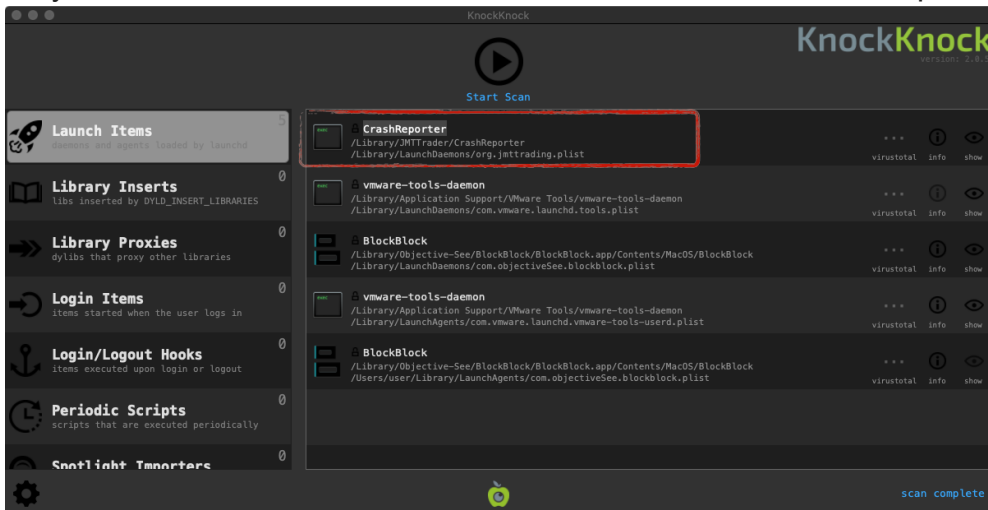 KnockKnock
KnockKnock
version: 2.0.5
Start Scan
Launch Items
5
daemons and agents loaded by launchd
Library Inserts
0
libs inserted by DYLD_INSERT_LIBRARIES
Library Proxies
0
dylibs that proxy other libraries
Login Items
0
items started when the user logs in
Login/Logout Hooks
0
items executed upon login or logout
Periodic Scripts
0
scripts that are executed periodically
Spotlight Importers
0
CrashReporter
/Library/JMTTrader/CrashReporter
/Library/LaunchDaemons/org.jmttrading.plist
virustotal info show
vmware-tools-daemon
/Library/Application Support/VMware Tools/vmware-tools-daemon
/Library/LaunchDaemons/com.vmware.launchd.tools.plist
virustotal info show
BlockBlock
/Library/Objective-See/BlockBlock/BlockBlock.app/Contents/MacOS/BlockBlock
/Library/LaunchDaemons/com.objectiveSee.blockblock.plist
virustotal info show
vmware-tools-daemon
/Library/Application Support/VMware Tools/vmware-tools-daemon
/Library/LaunchAgents/com.vmware.launchd.vmware-tools-userd.plist
virustotal info show
BlockBlock
/Library/Objective-See/BlockBlock/BlockBlock.app/Contents/MacOS/BlockBlock
/Users/user/Library/LaunchAgents/com.objectiveSee.blockblock.plist
virustotal info show
scan complete